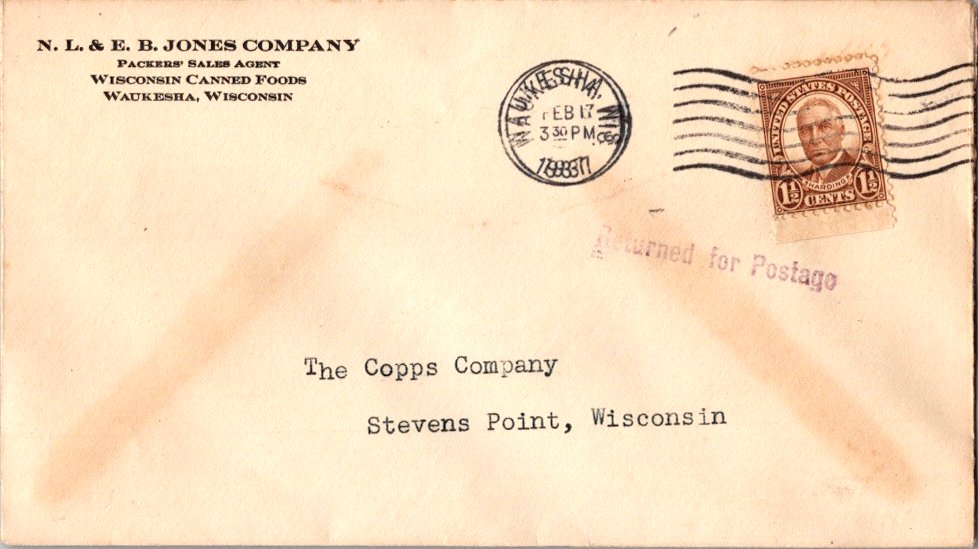 N. L. & E. B. JONES COMPANY
PACKERS' SALES AGENT
WISCONSIN CANNED FOODS
WAUKESHA, WISCONSIN
WAUKESHA, WIS.
FEB 17
3 30 PM
UNITED STATES POSTAGE
HARDING
1½ CENTS 1½
Returned for Postage
The Copps Company
Stevens Point, Wisconsin